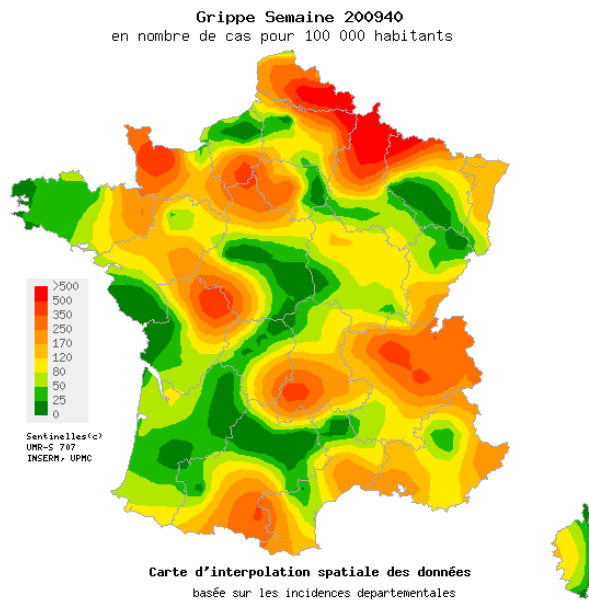 Grippe Semaine 200940
en nombre de cas pour 100 000 habitants
>500
500
350
250
170
120
80
50
25
0
Sentinelles(c)
UMR-S 707
INSERM, UPMC
Carte d'interpolation spatiale des données
basée sur les incidences departementales